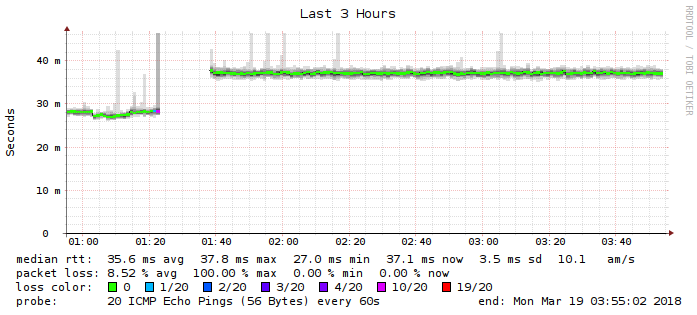 Last 3 Hours
RRDTOOL / TOBI OETIKER
Seconds
40 m
30 m
20 m
10 m
0
01:00 01:20 01:40 02:00 02:20 02:40 03:00 03:20 03:40
median rtt: 35.6 ms avg 37.8 ms max 27.0 ms min 37.1 ms now 3.5 ms sd 10.1 am/s
packet loss: 8.52 % avg 100.00 % max 0.00 % min 0.00 % now
loss color: 0 1/20 2/20 3/20 4/20 10/20 19/20
probe: 20 ICMP Echo Pings (56 Bytes) every 60s end: Mon Mar 19 03:55:02 2018